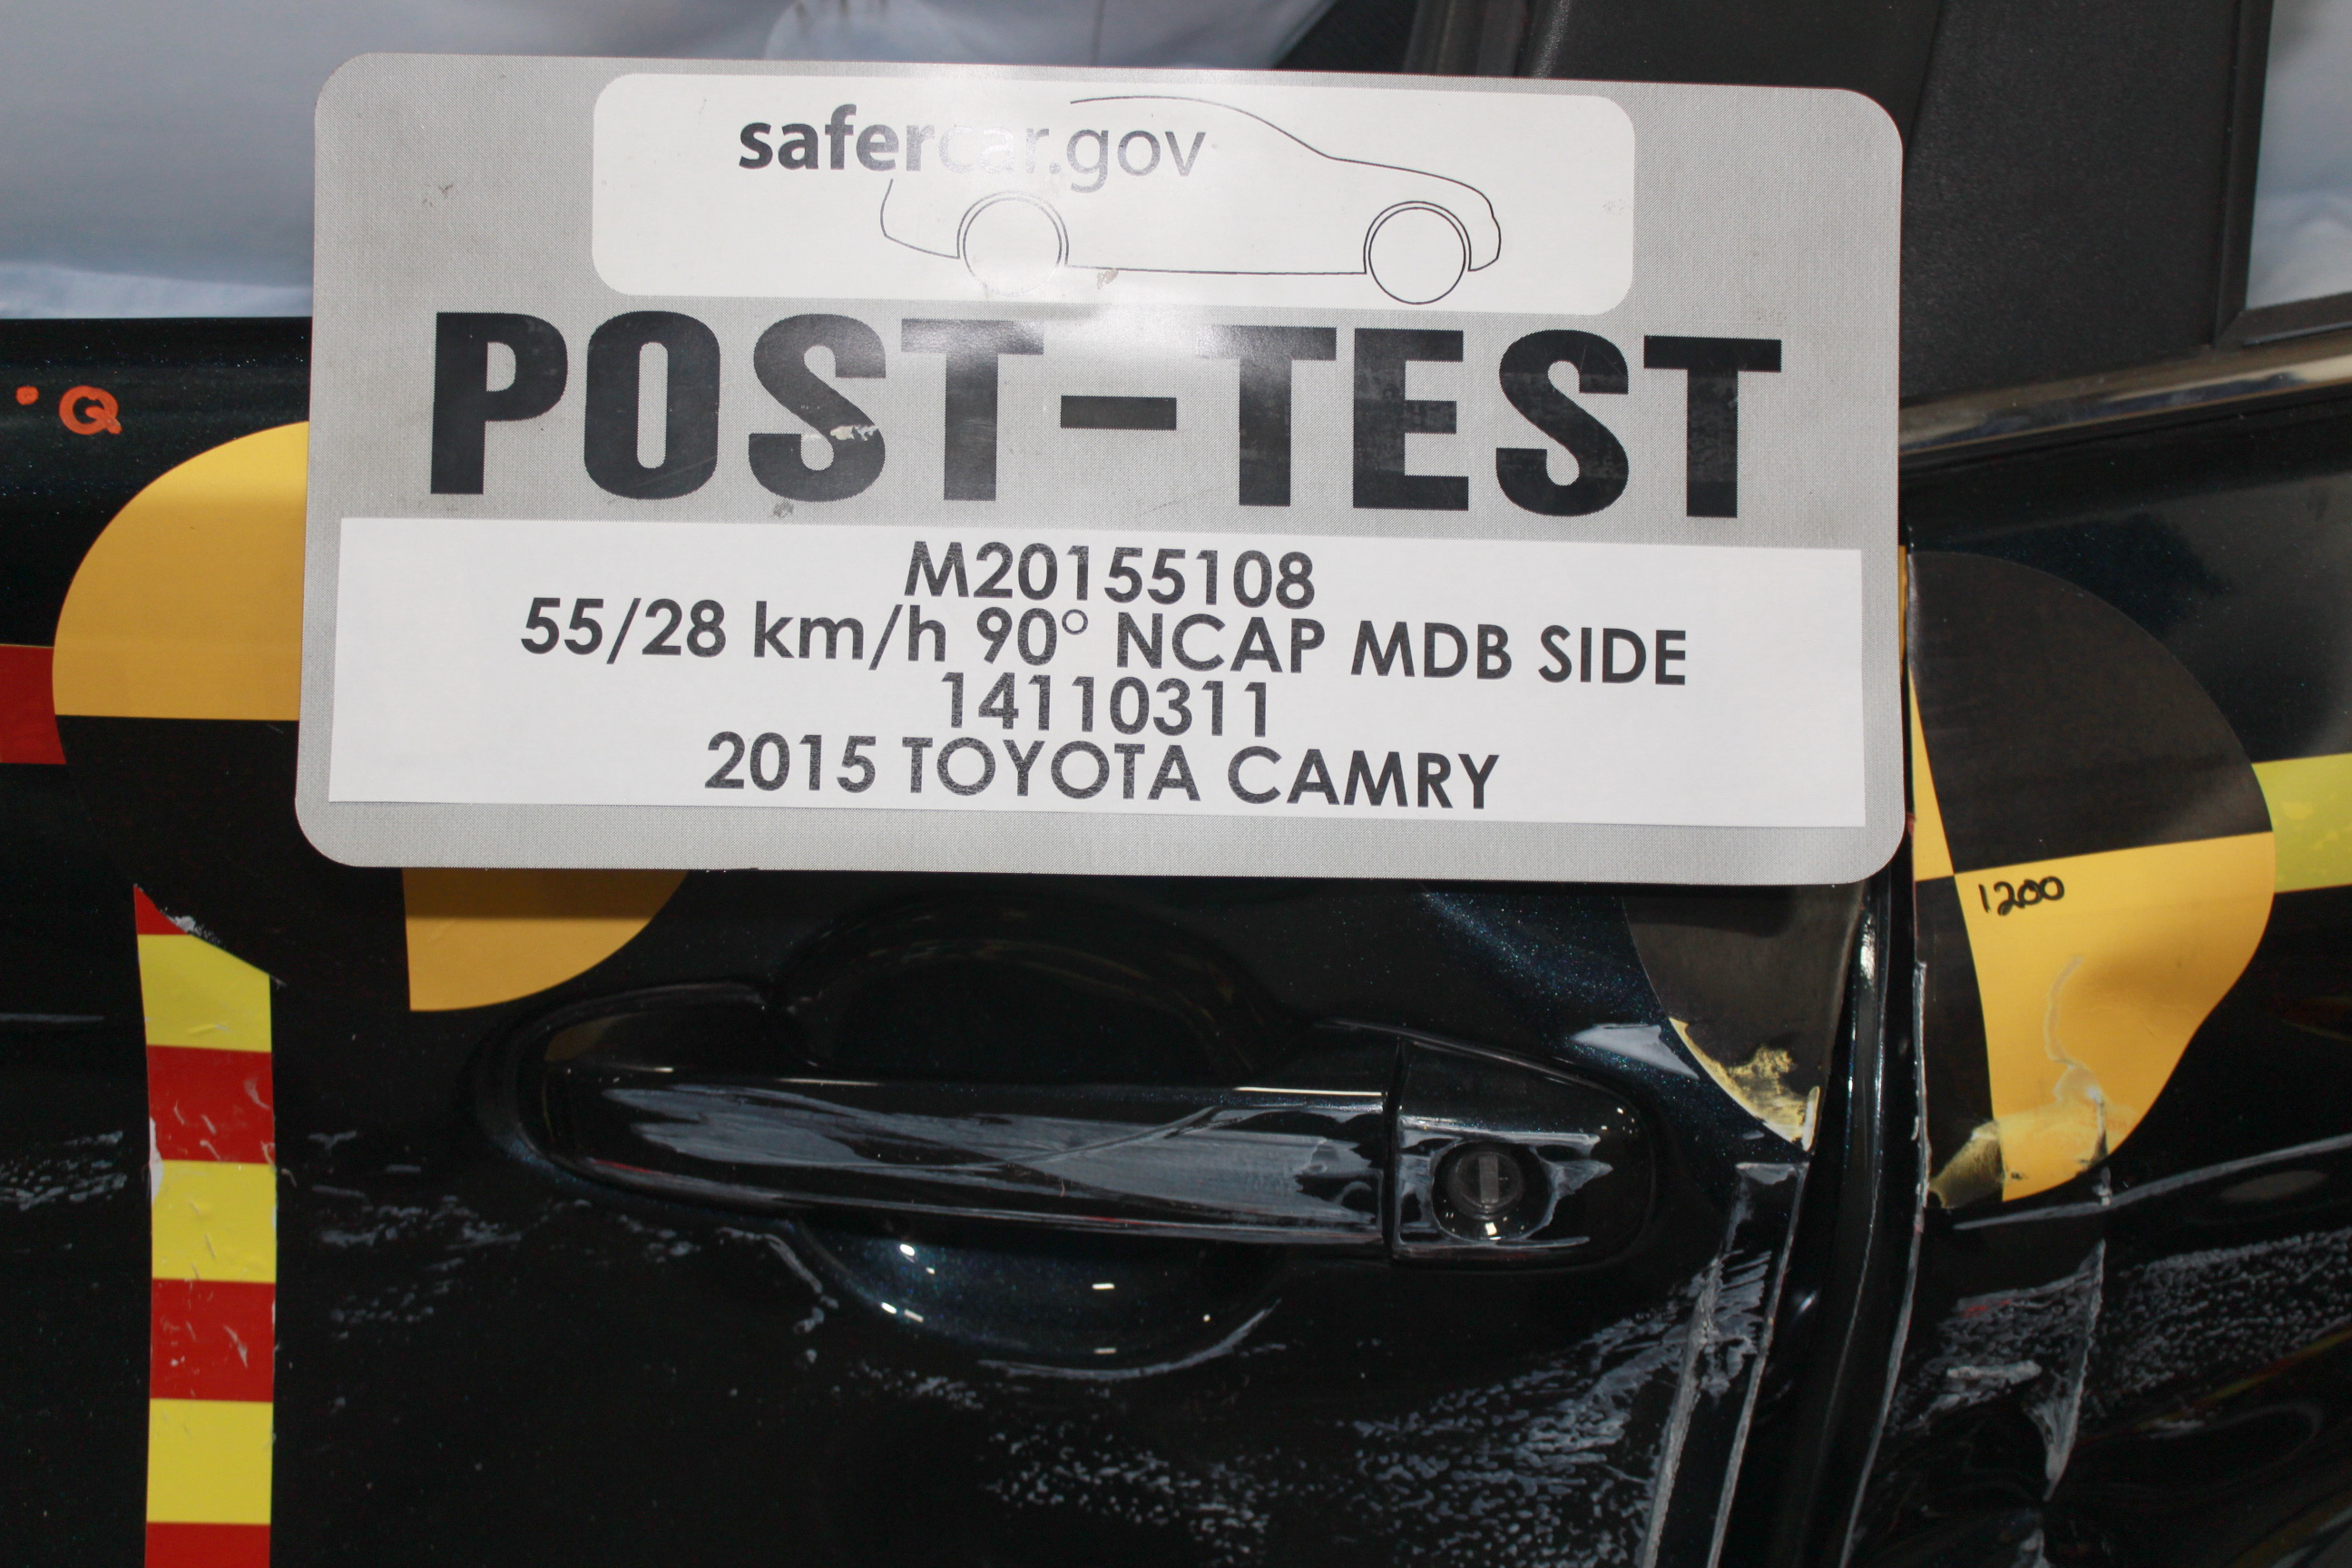 safercar.gov
POST-TEST
M20155108
55/28 km/h 90° NCAP MDB SIDE
14110311
2015 TOYOTA CAMRY
Q
1200